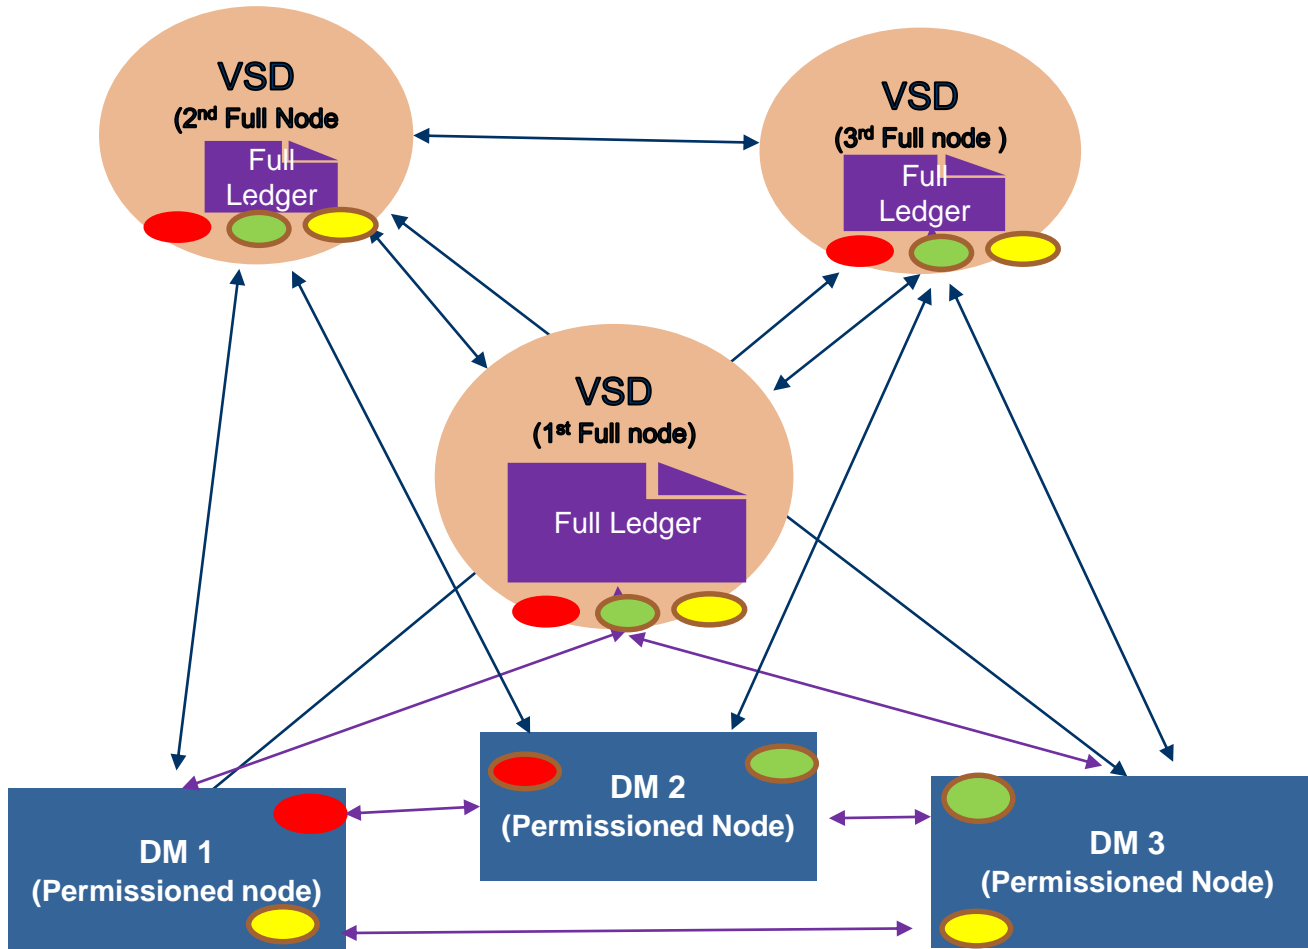 VSD
(2nd Full Node
Full
Ledger
VSD
(3rd Full node )
Full
Ledger
VSD
(1st Full node)
Full Ledger
DM 1
(Permissioned node)
DM 2
(Permissioned Node)
DM 3
(Permissioned Node)